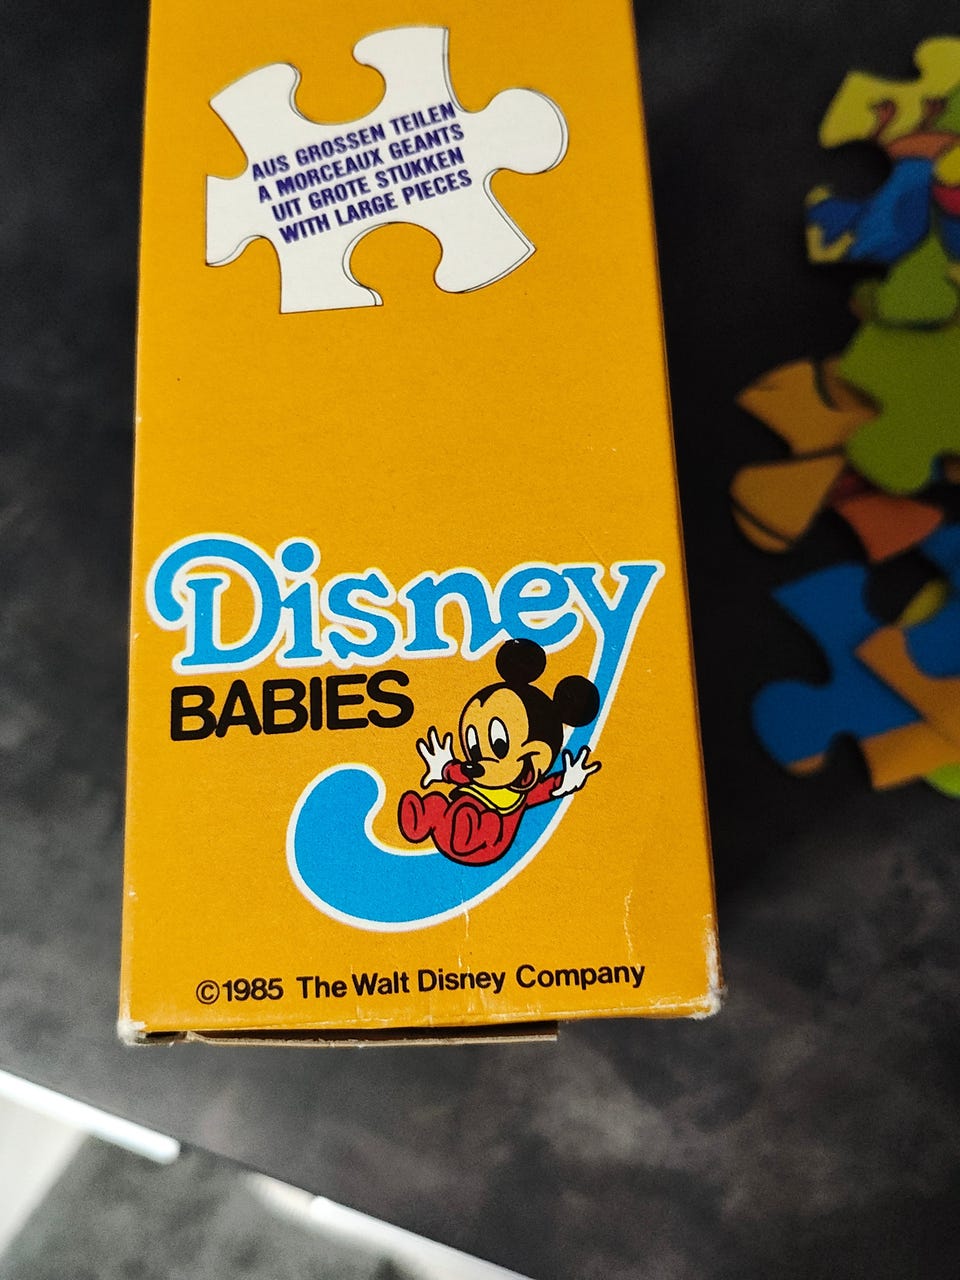 AUS GROSSEN TEILEN
A MORCEAUX GEANTS
UIT GROTE STUKKEN
WITH LARGE PIECES
Disney
BABIES
©1985 The Walt Disney Company